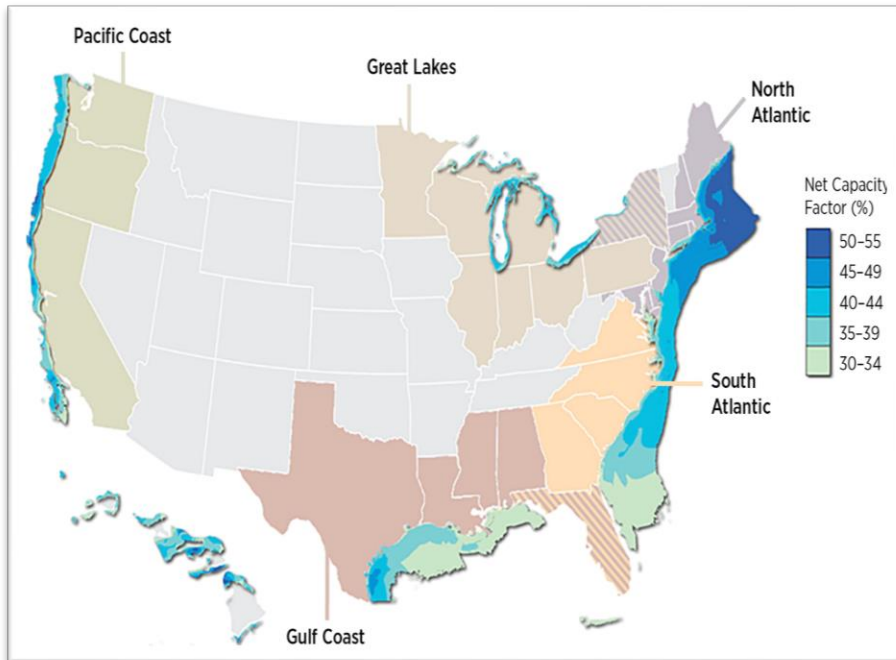 Pacific Coast
Great Lakes
North
Atlantic
Net Capacity
Factor (%)
50–55
45–49
40–44
35–39
30–34
South
Atlantic
Gulf Coast